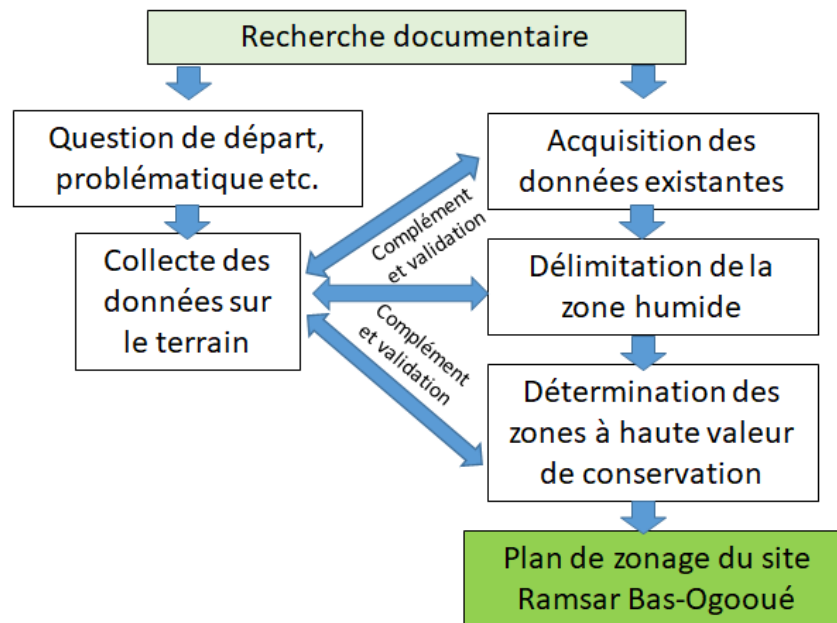 Recherche documentaire
Question de départ,
problématique etc.
Acquisition des
données existantes
Complément
et validation
Collecte des
données sur
le terrain
Délimitation de la
zone humide
Complément
et validation
Détermination des
zones à haute valeur
de conservation
Plan de zonage du site
Ramsar Bas-Ogooué